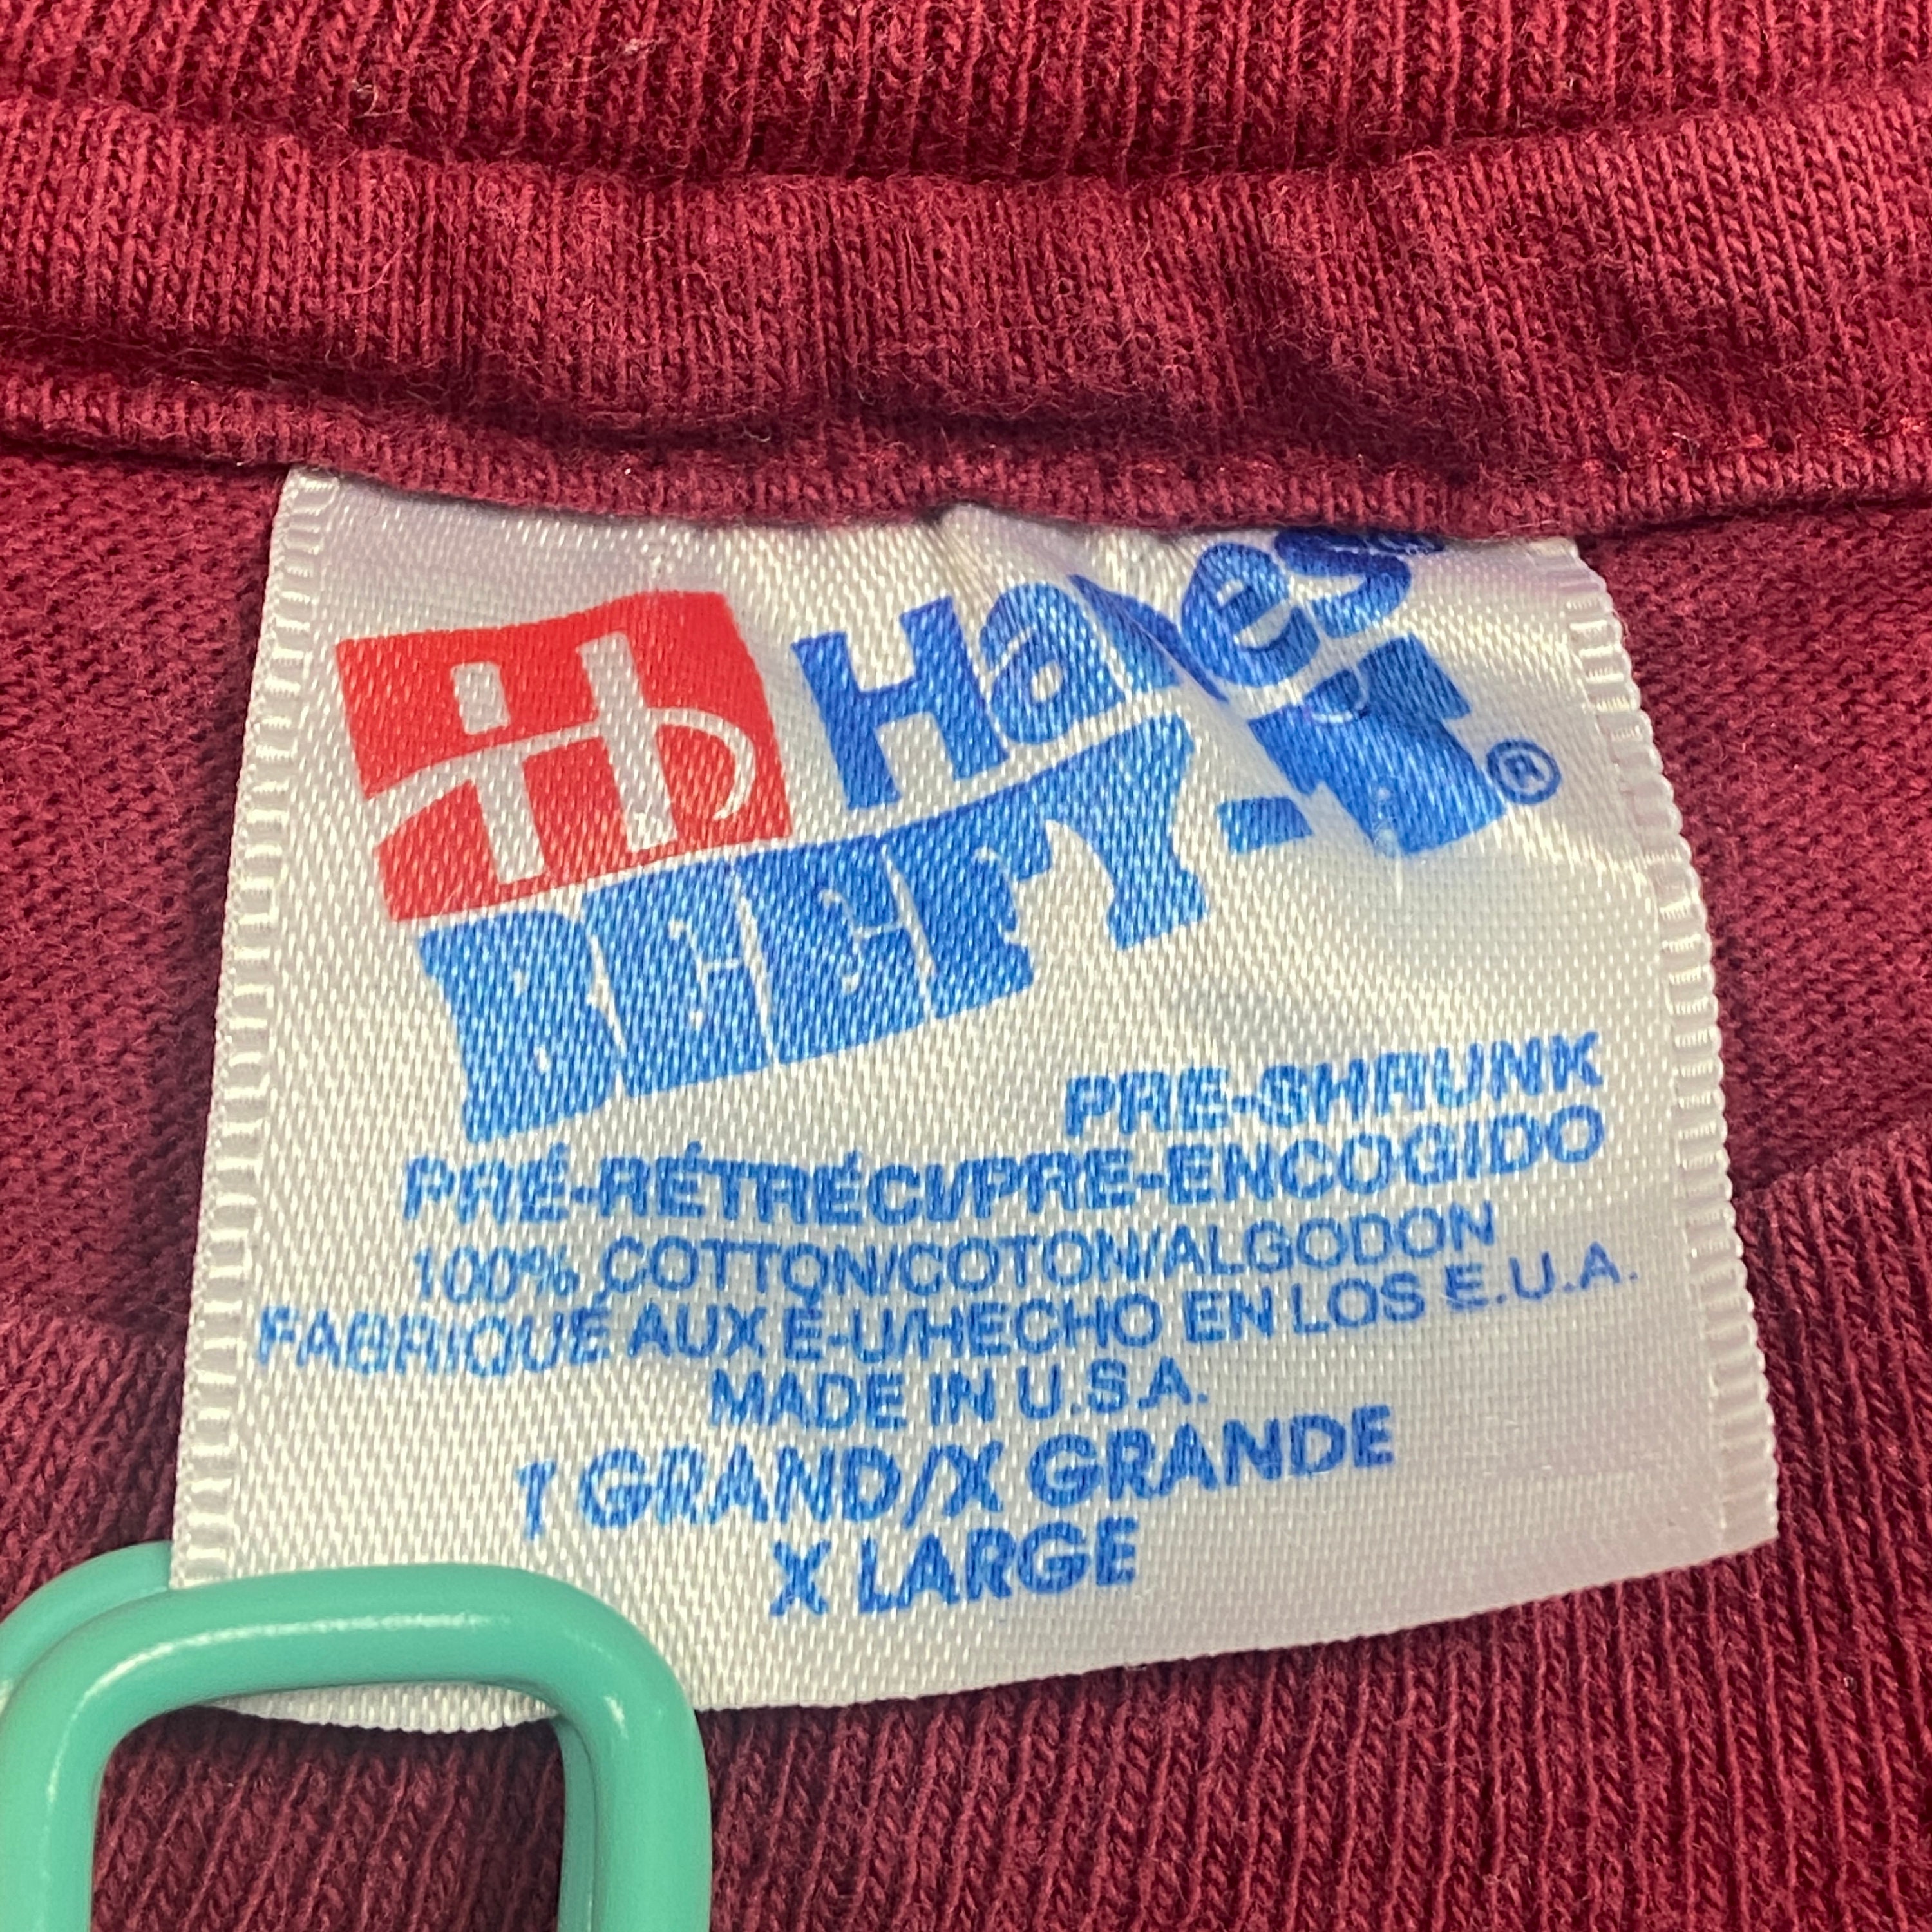 H Hanes®
BEEFY-T®
PRE-SHRUNK
PRÉ-RÉTRÉCI/PRE-ENCOGIDO
100% COTTON/COTON/ALGODON
FABRIQUE AUX E-U/HECHO EN LOS E.U.A.
MADE IN U.S.A.
T GRAND/X GRANDE
X LARGE